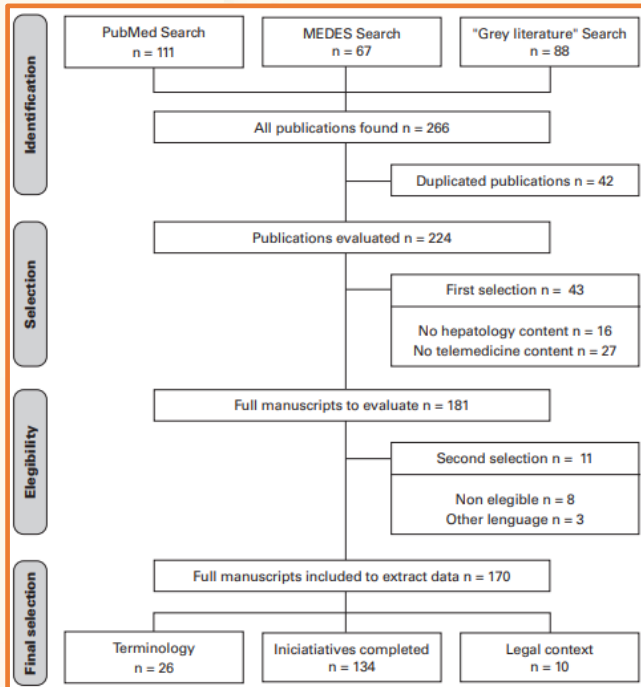 Identification
PubMed Search
n = 111
MEDES Search
n = 67
"Grey literature" Search
n = 88
All publications found n = 266
Duplicated publications n = 42
Selection
Publications evaluated n = 224
First selection n = 43
No hepatology content n = 16
No telemedicine content n = 27
Elegibility
Full manuscripts to evaluate n = 181
Second selection n = 11
Non elegible n = 8
Other lenguage n = 3
Final selection
Full manuscripts included to extract data n = 170
Terminology
n = 26
Iniciatiatives completed
n = 134
Legal context
n = 10